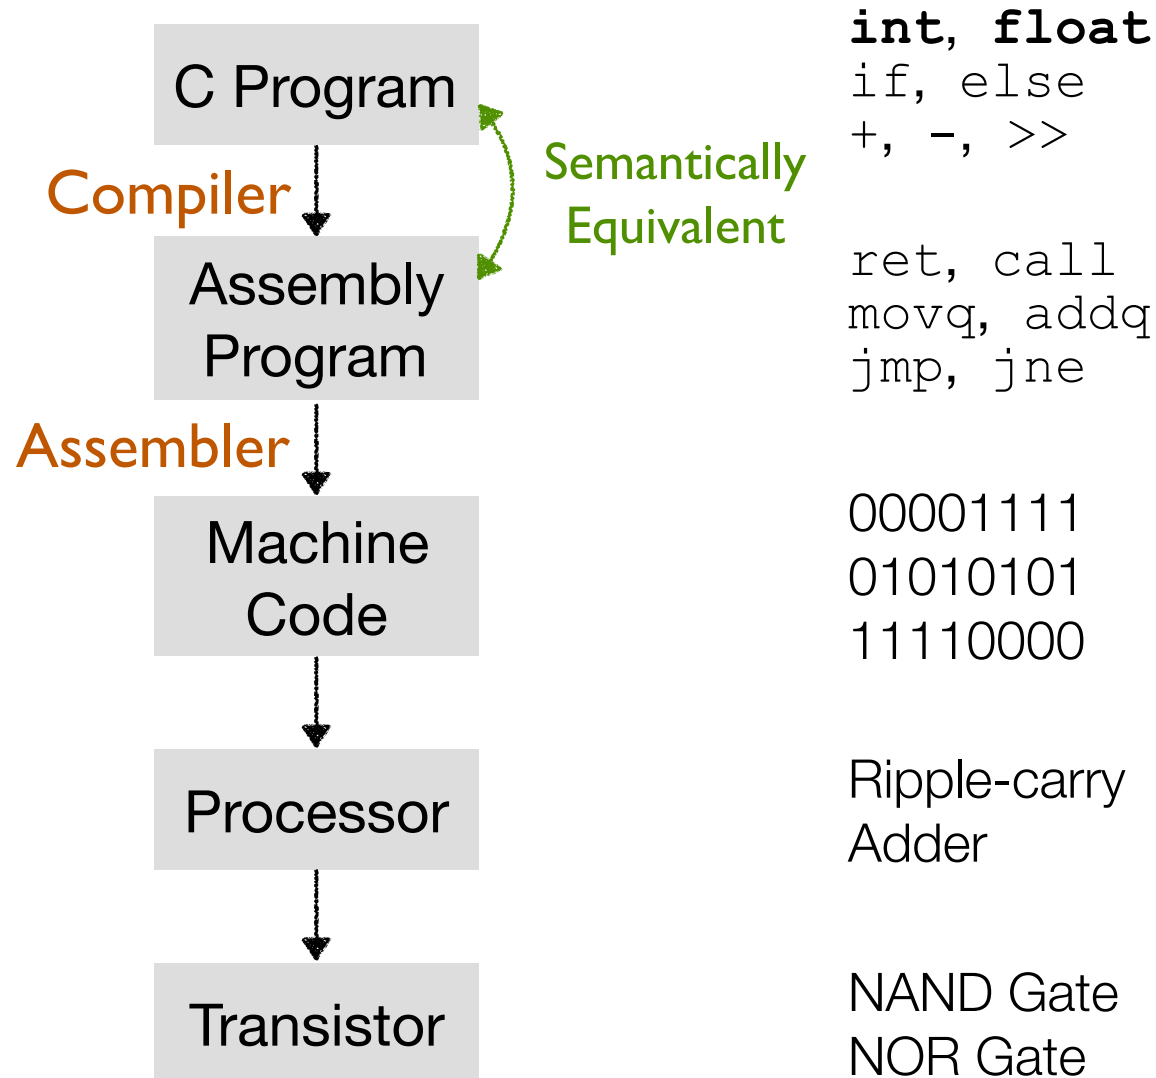 C Program
int, float
if, else
+, -, >>
Compiler
Semantically
Equivalent
Assembly
Program
ret, call
movq, addq
jmp, jne
Assembler
Machine
Code
00001111
01010101
11110000
Processor
Ripple-carry
Adder
Transistor
NAND Gate
NOR Gate